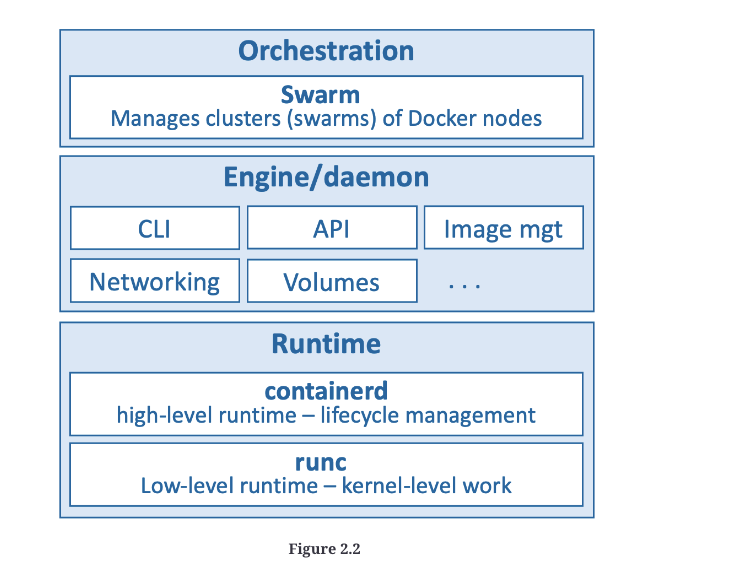 Orchestration
Swarm
Manages clusters (swarms) of Docker nodes
Engine/daemon
CLI
API
Image mgt
Networking
Volumes
...
Runtime
containerd
high-level runtime – lifecycle management
runc
Low-level runtime – kernel-level work
Figure 2.2